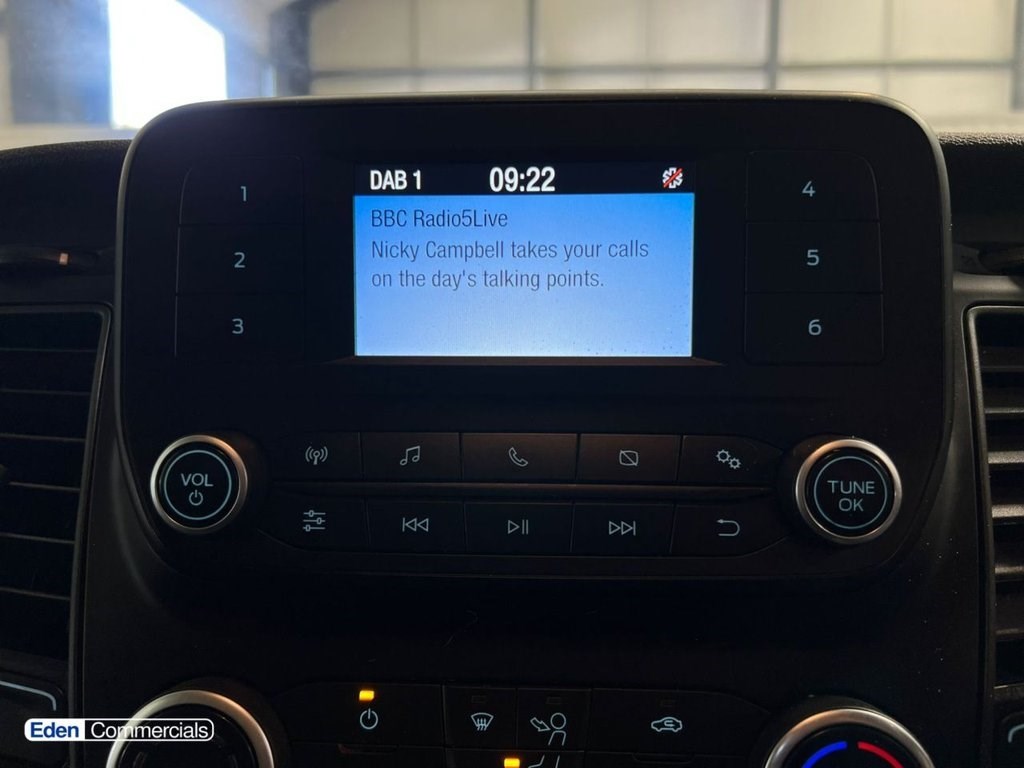 DAB 1 09:22
BBC Radio5Live
Nicky Campbell takes your calls
on the day's talking points.
1
2
3
4
5
6
VOL
TUNE
OK
Eden Commercials